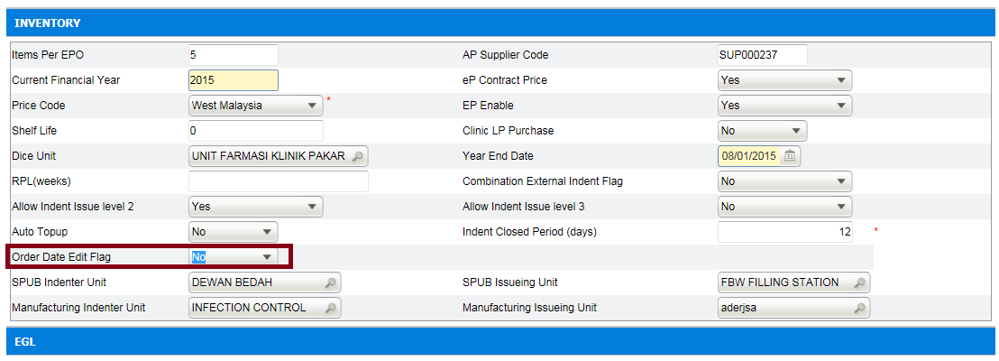 INVENTORY
Items Per EPO 5 AP Supplier Code SUP000237
Current Financial Year 2015 eP Contract Price Yes
Price Code West Malaysia * EP Enable Yes
Shelf Life 0 Clinic LP Purchase No
Dice Unit UNIT FARMASI KLINIK PAKAR Year End Date 08/01/2015 31
RPL(weeks) Combination External Indent Flag No
Allow Indent Issue level 2 Yes Allow Indent Issue level 3 No
Auto Topup No Indent Closed Period (days) 12 *
Order Date Edit Flag No
SPUB Indenter Unit DEWAN BEDAH SPUB Issueing Unit FBW FILLING STATION
Manufacturing Indenter Unit INFECTION CONTROL Manufacturing Issueing Unit aderjsa
EGL